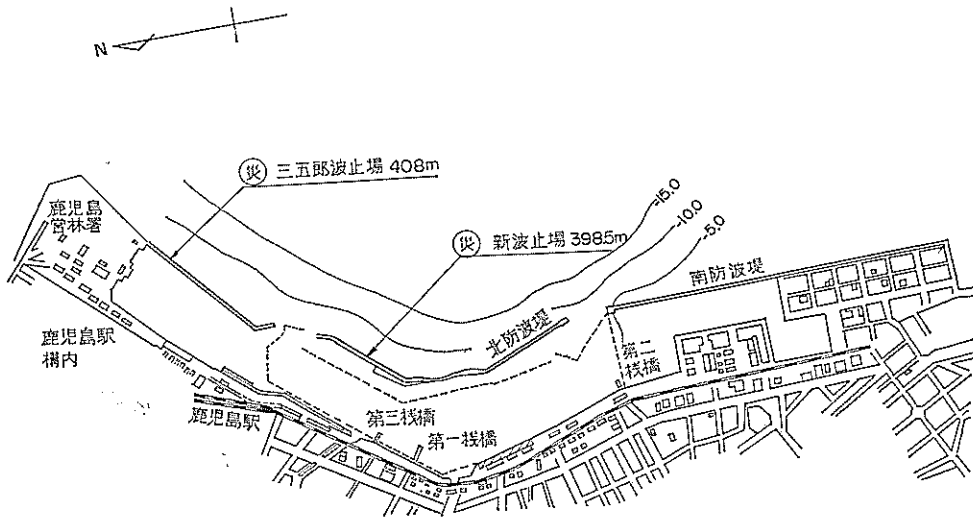 N
災 三五郎波止場 408m
鹿児島
営林署
-15.0
-10.0
-5.0
災 新波止場 398.5m
南防波堤
北防波堤
鹿児島駅
構内
第二
桟橋
鹿児島駅
第三桟橋
第一桟橋